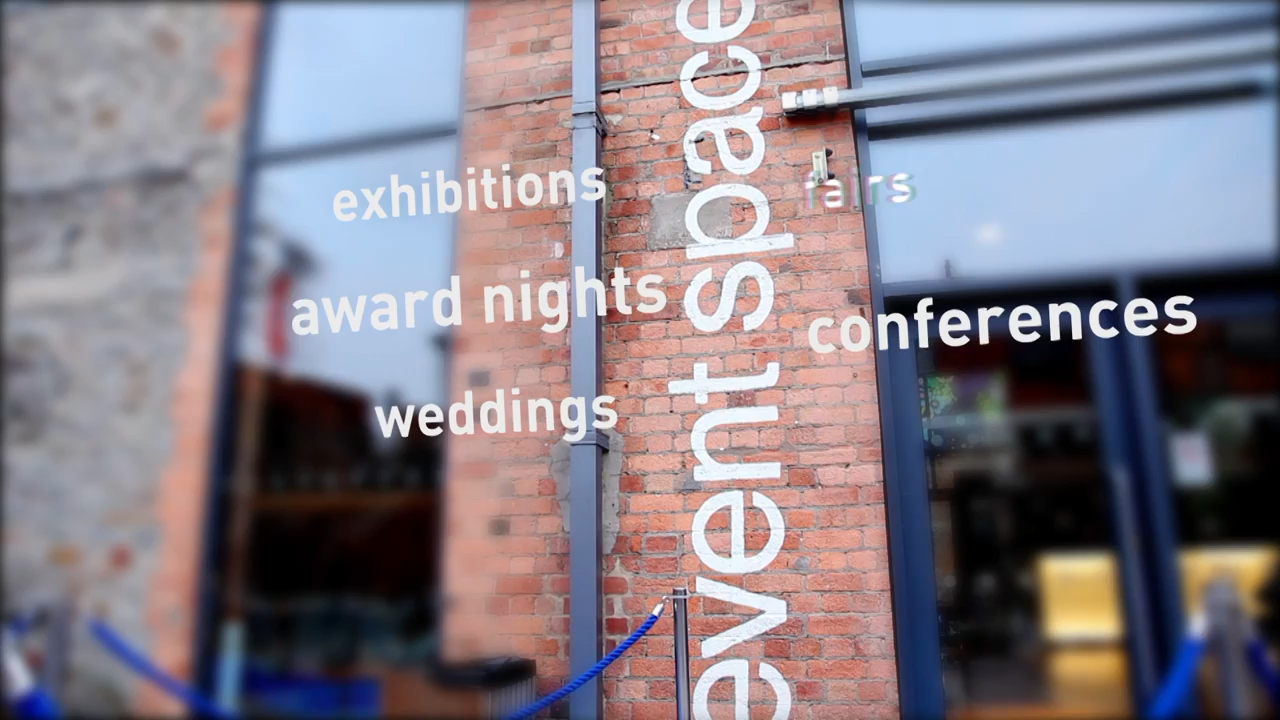 exhibitions
award nights
weddings
event space
fairs
conferences